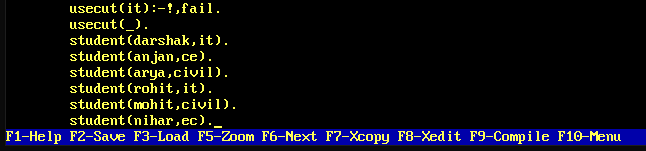 usecut(it):-!,fail.
usecut(_).
student(darshak,it).
student(anjan,ce).
student(arya,civil).
student(rohit,it).
student(mohit,civil).
student(nihar,ec)._
F1-Help F2-Save F3-Load F5-Zoom F6-Next F7-Xcopy F8-Xedit F9-Compile F10-Menu